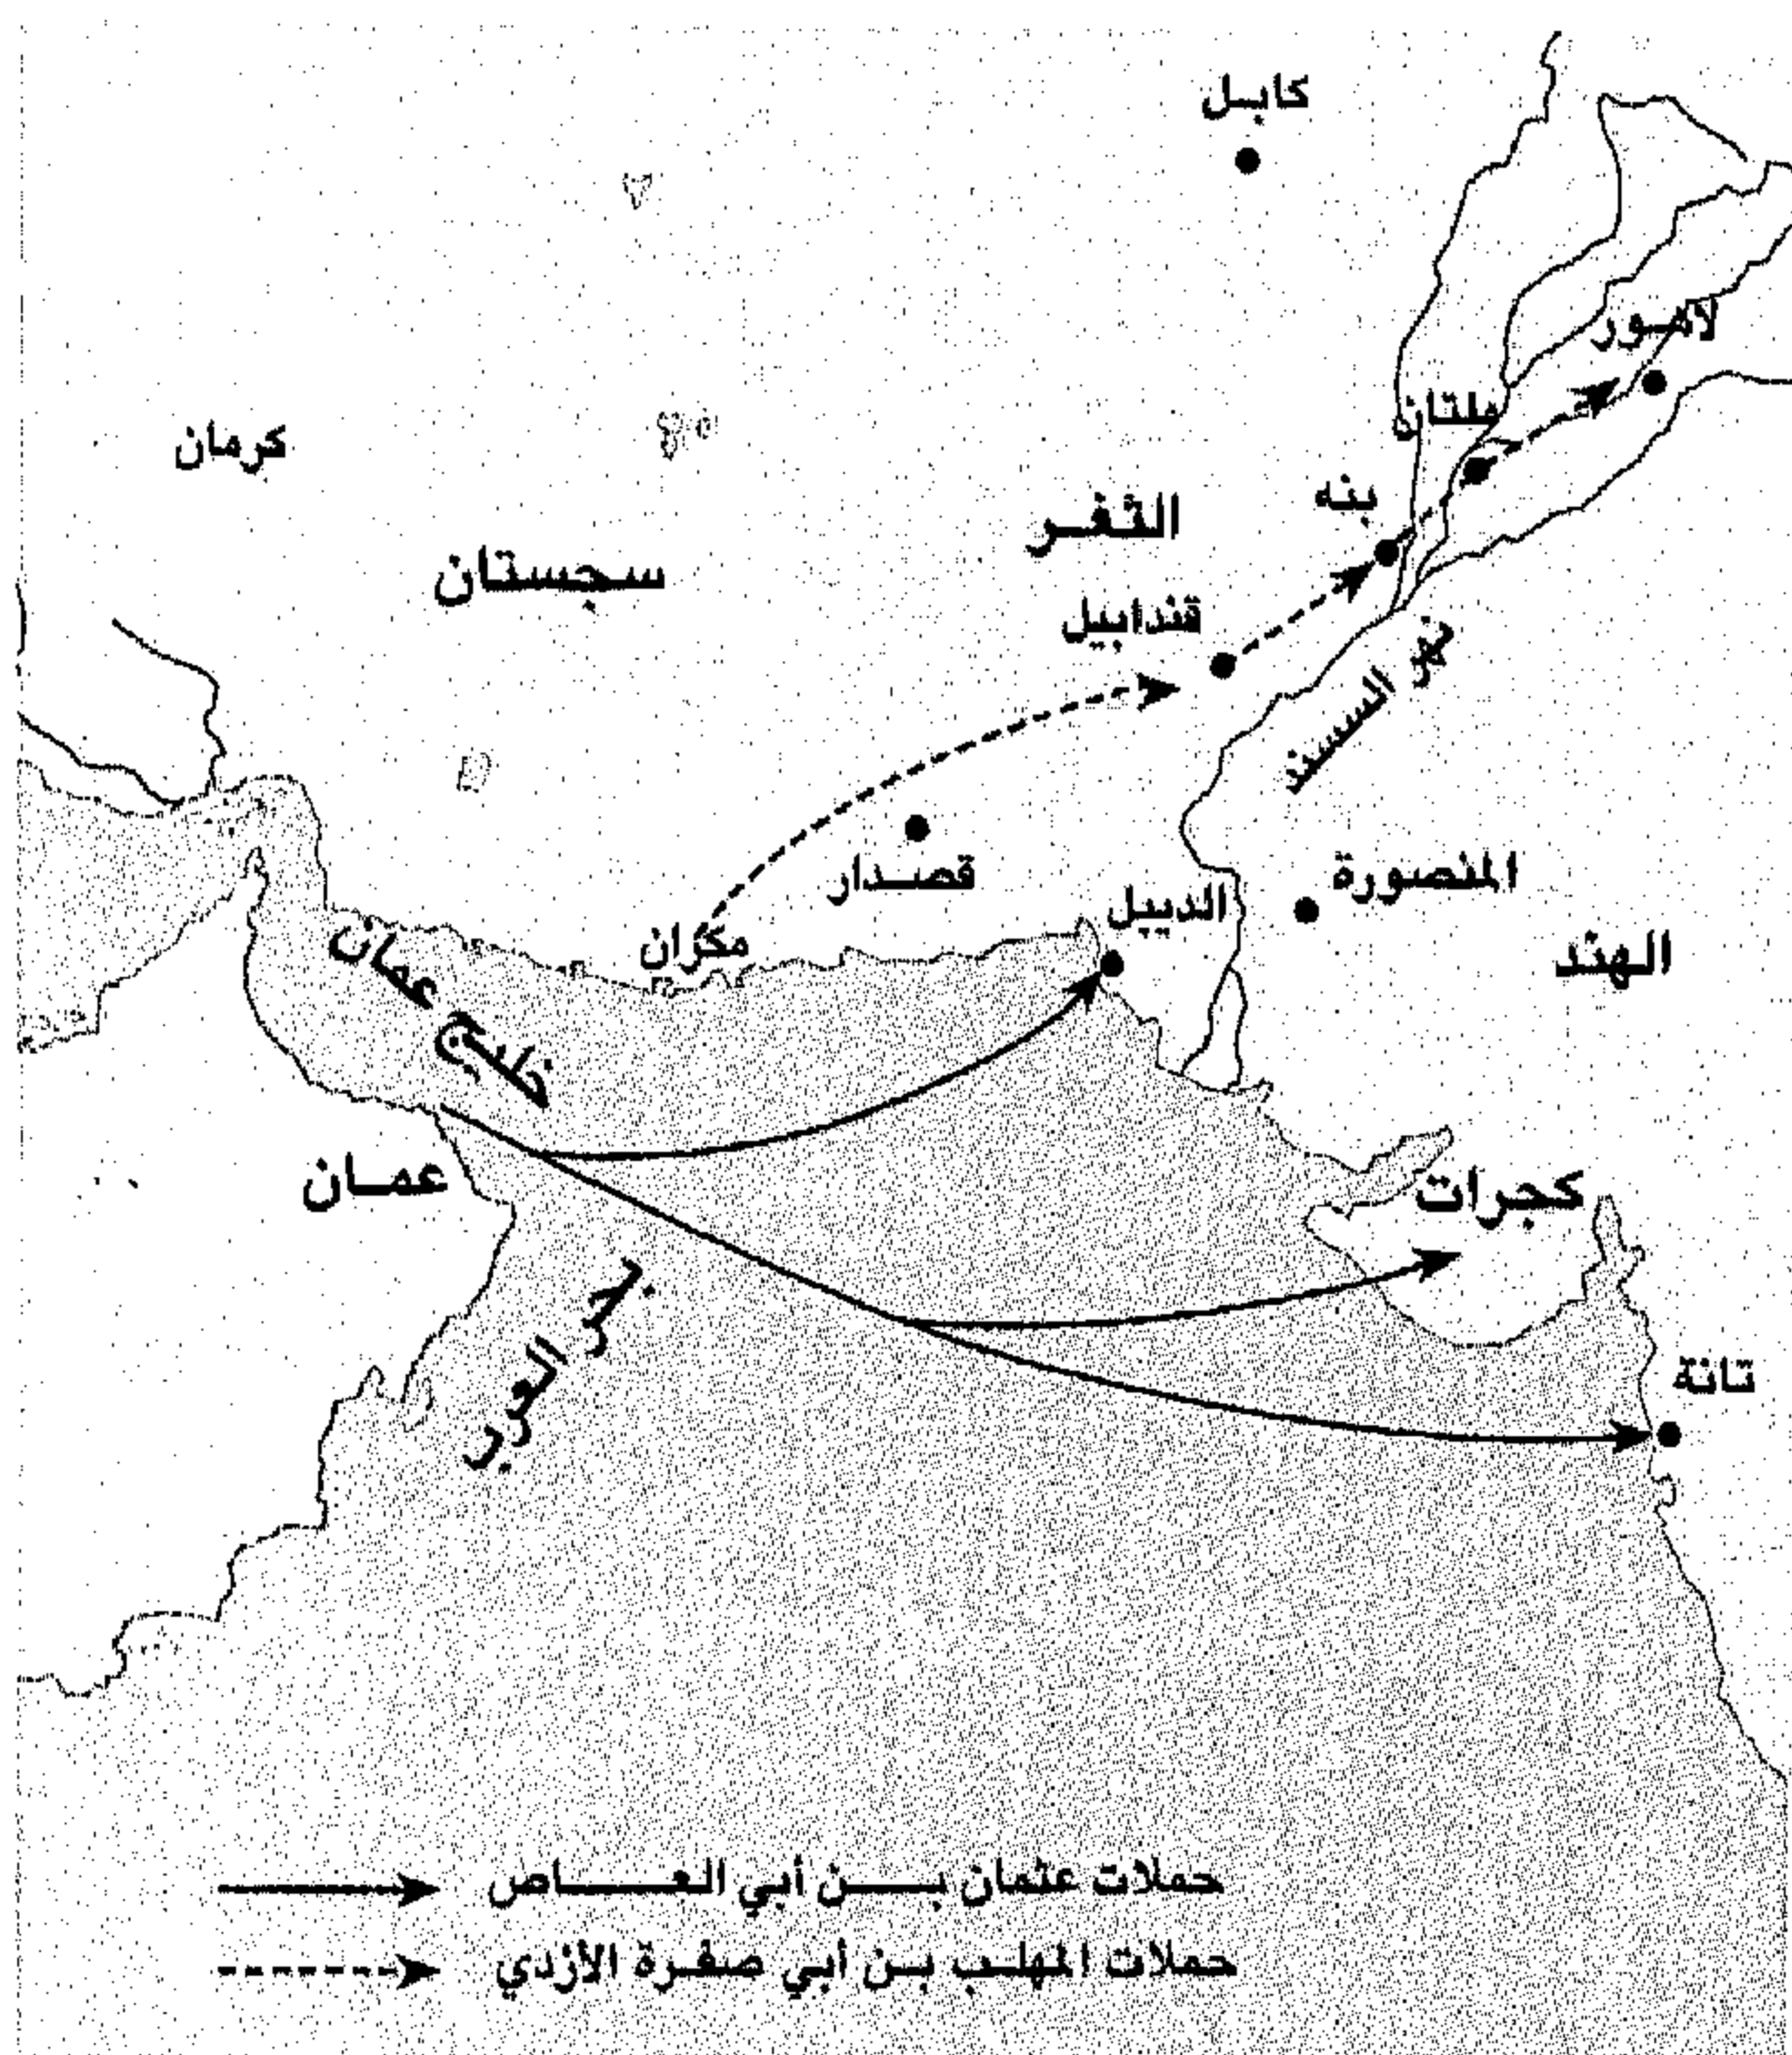 كابل
لاهور
ملتان
كرمان
بنه
الثغر
سجستان
قندابيل
نهر السند
قصدار
المنصورة
الديبل
مكران
الهند
خليج عمان
عمان
كجرات
بحر العرب
تانة
حملات عثمان بن أبي العاص
حملات المهلب بن أبي صفرة الأزدي